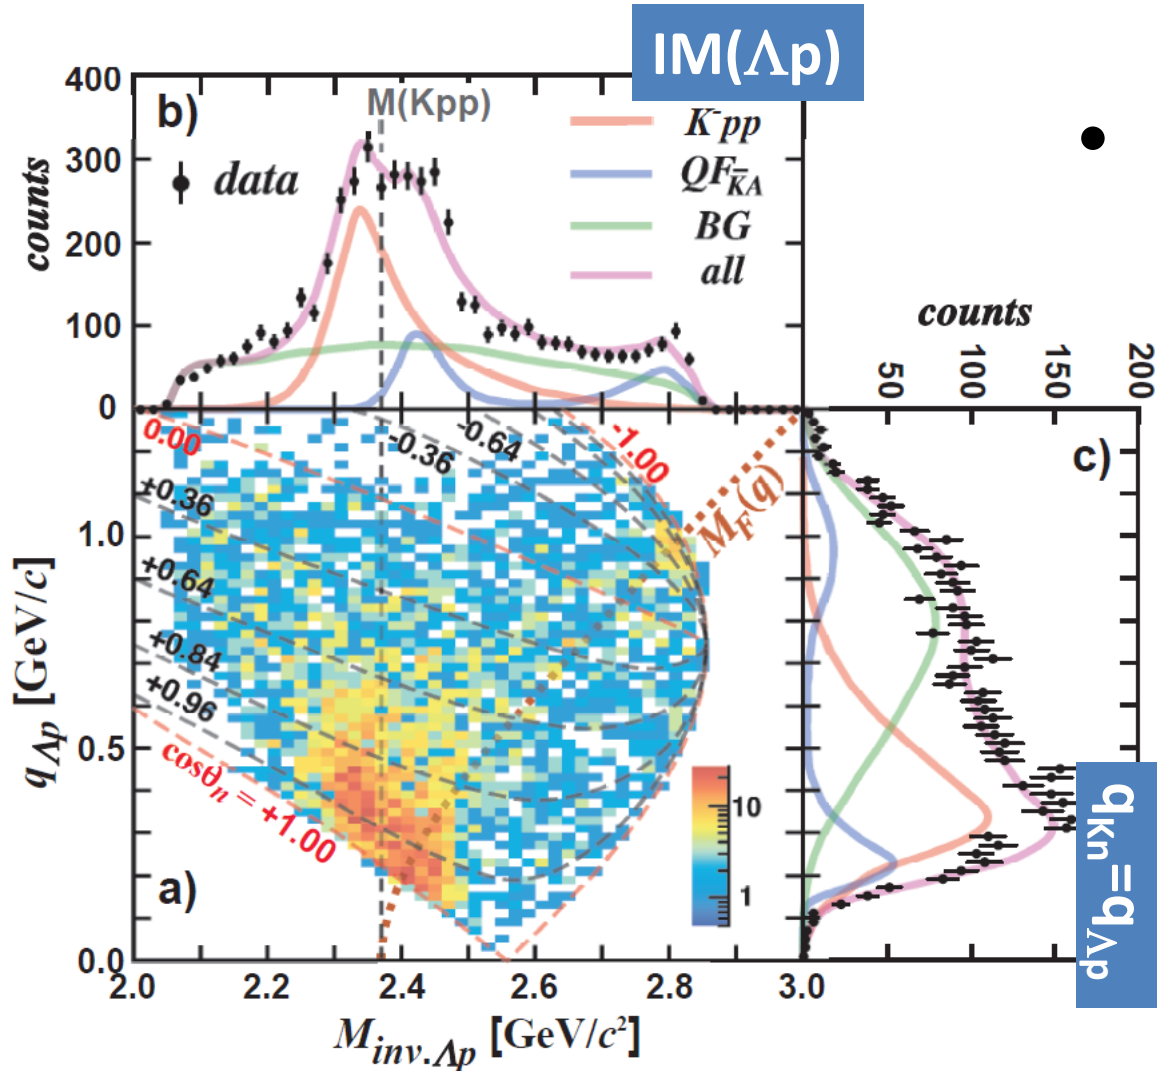 IM(Λp)
400
300
200
100
0
counts
b)
M(Kpp)
data
K⁻pp
QF_K̄A
BG
all
counts
50
100
150
200
c)
0.00
+0.36
+0.64
+0.84
+0.96
cosθn = +1.00
-0.36
-0.64
-1.00
M_F(q)
1.0
0.5
0.0
q_Λp [GeV/c]
10
1
a)
q_Kn=q_Λp
2.0
2.2
2.4
2.6
2.8
3.0
M_inv.Λp [GeV/c²]